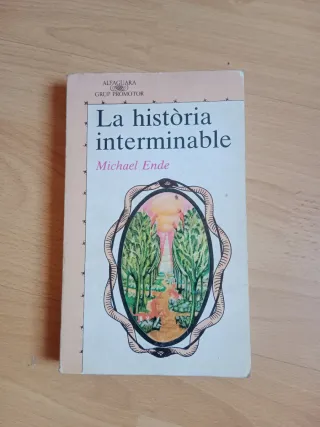 ALFAGUARA
GRUP PROMOTOR
La història
interminable
Michael Ende